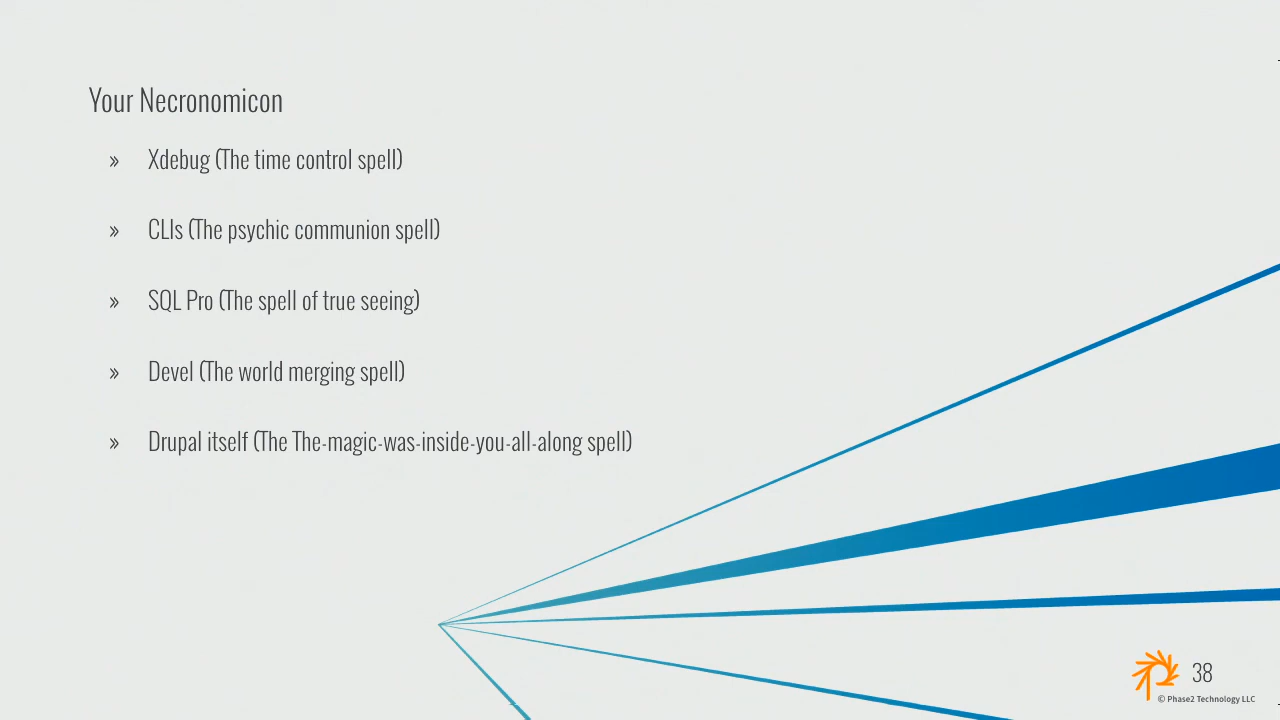 Your Necronomicon
» Xdebug (The time control spell)
» CLIs (The psychic communion spell)
» SQL Pro (The spell of true seeing)
» Devel (The world merging spell)
» Drupal itself (The The-magic-was-inside-you-all-along spell)
38
© Phase2 Technology LLC